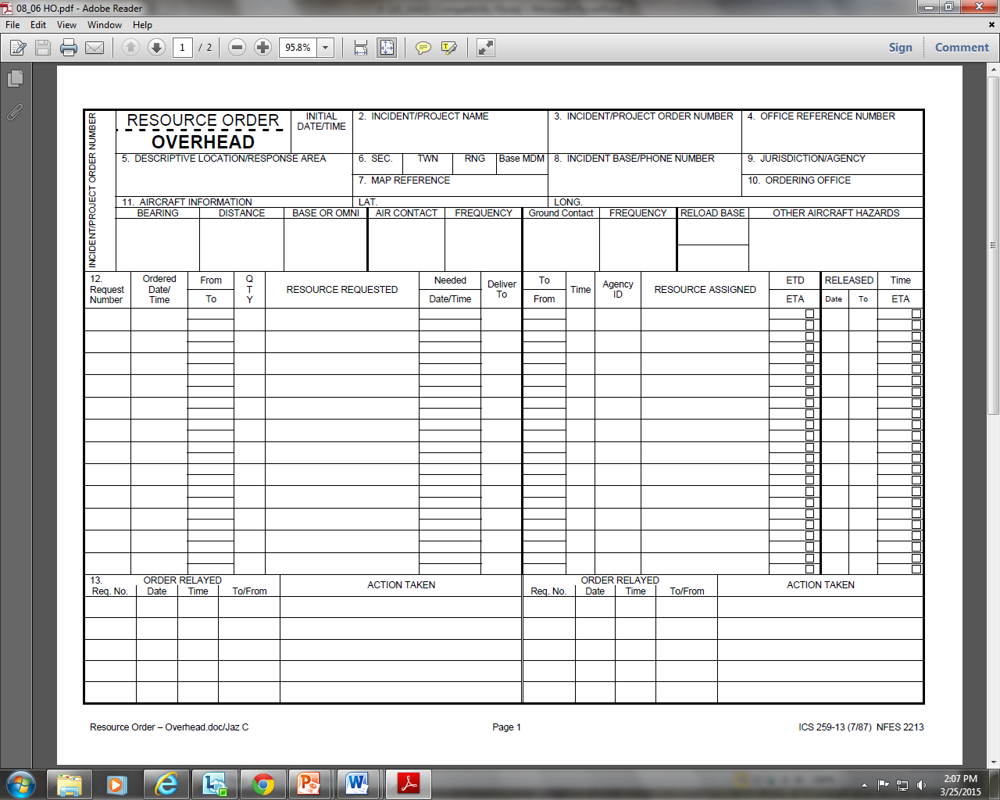 08_06 HO.pdf - Adobe Reader
File Edit View Window Help
1 / 2 95.8% Sign Comment
INCIDENT/PROJECT ORDER NUMBER
RESOURCE ORDER
OVERHEAD
INITIAL
DATE/TIME
2. INCIDENT/PROJECT NAME
3. INCIDENT/PROJECT ORDER NUMBER
4. OFFICE REFERENCE NUMBER
5. DESCRIPTIVE LOCATION/RESPONSE AREA
6. SEC. TWN RNG Base MDM
8. INCIDENT BASE/PHONE NUMBER
9. JURISDICTION/AGENCY
7. MAP REFERENCE
10. ORDERING OFFICE
11. AIRCRAFT INFORMATION LAT. LONG.
BEARING DISTANCE BASE OR OMNI AIR CONTACT FREQUENCY Ground Contact FREQUENCY RELOAD BASE OTHER AIRCRAFT HAZARDS
12.
Request
Number
Ordered
Date/
Time
From
To
Q
T
Y
RESOURCE REQUESTED
Needed
Date/Time
Deliver
To
To
From
Time
Agency
ID
RESOURCE ASSIGNED
ETD
ETA
RELEASED
Date To
Time
ETA
13. ORDER RELAYED
Req. No. Date Time To/From
ACTION TAKEN
ORDER RELAYED
Req. No. Date Time To/From
ACTION TAKEN
Resource Order – Overhead.doc/Jaz C Page 1 ICS 259-13 (7/87) NFES 2213
2:07 PM
3/25/2015